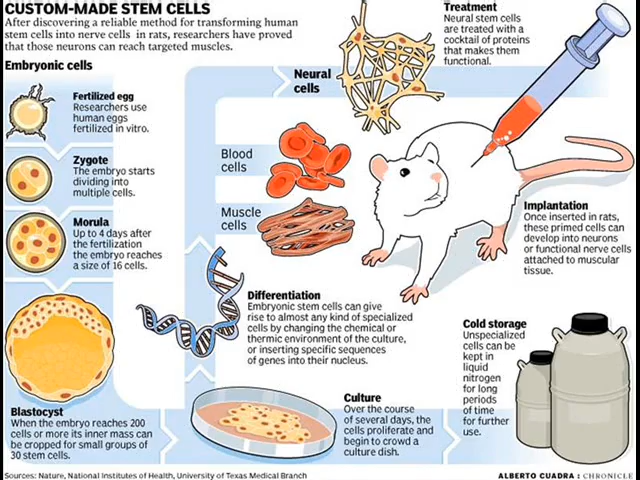 CUSTOM-MADE STEM CELLS
After discovering a reliable method for transforming human
stem cells into nerve cells in rats, researchers have proved
that those neurons can reach targeted muscles.
Embryonic cells
Fertilized egg
Researchers use
human eggs
fertilized in vitro.
Zygote
The embryo starts
dividing into
multiple cells.
Morula
Up to 4 days after
the fertilization
the embryo reaches
a size of 16 cells.
Blastocyst
When the embryo reaches 200
cells or more its inner mass can
be cropped for small groups of
30 stem cells.
Culture
Over the course
of several days, the
cells proliferate and
begin to crowd a
culture dish.
Cold storage
Unspecialized
cells can be
kept in
liquid
nitrogen
for long
periods
of time
for further
use.
Differentiation
Embryonic stem cells can give
rise to almost any kind of specialized
cells by changing the chemical or
thermic environment of the culture,
or inserting specific sequences
of genes into their nucleus.
Muscle
cells
Blood
cells
Neural
cells
Treatment
Neural stem cells
are treated with a
cocktail of proteins
that makes them
functional.
Implantation
Once inserted in rats,
these primed cells can
develop into neurons
or functional nerve cells
attached to muscular
tissue.
Sources: Nature, National Institutes of Health, University of Texas Medical Branch
ALBERTO CUADRA : CHRONICLE